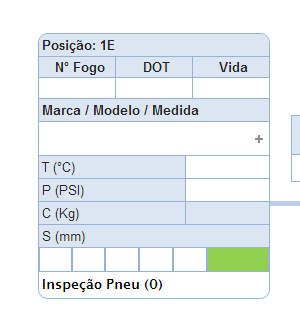 Posição: 1E
N° Fogo DOT Vida
Marca / Modelo / Medida
+
T (°C)
P (PSI)
C (Kg)
S (mm)
Inspeção Pneu (0)